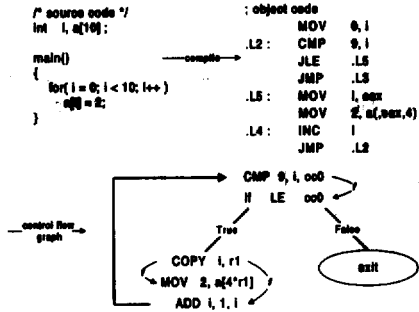 /* source code */
int i, a[10] ;
main()
{
for( i = 0; i < 10; i++ )
a[i] = 2;
}
compile
; object code
MOV 0, i
.L2 : CMP 9, i
JLE .L5
JMP .L3
.L5 : MOV i, eax
MOV 2, a(,eax,4)
.L4 : INC i
JMP .L2
control flow
graph
CMP 9, i, cc0
If LE cc0
True
False
COPY i, r1
MOV 2, a[4*r1]
ADD i, 1, i
exit